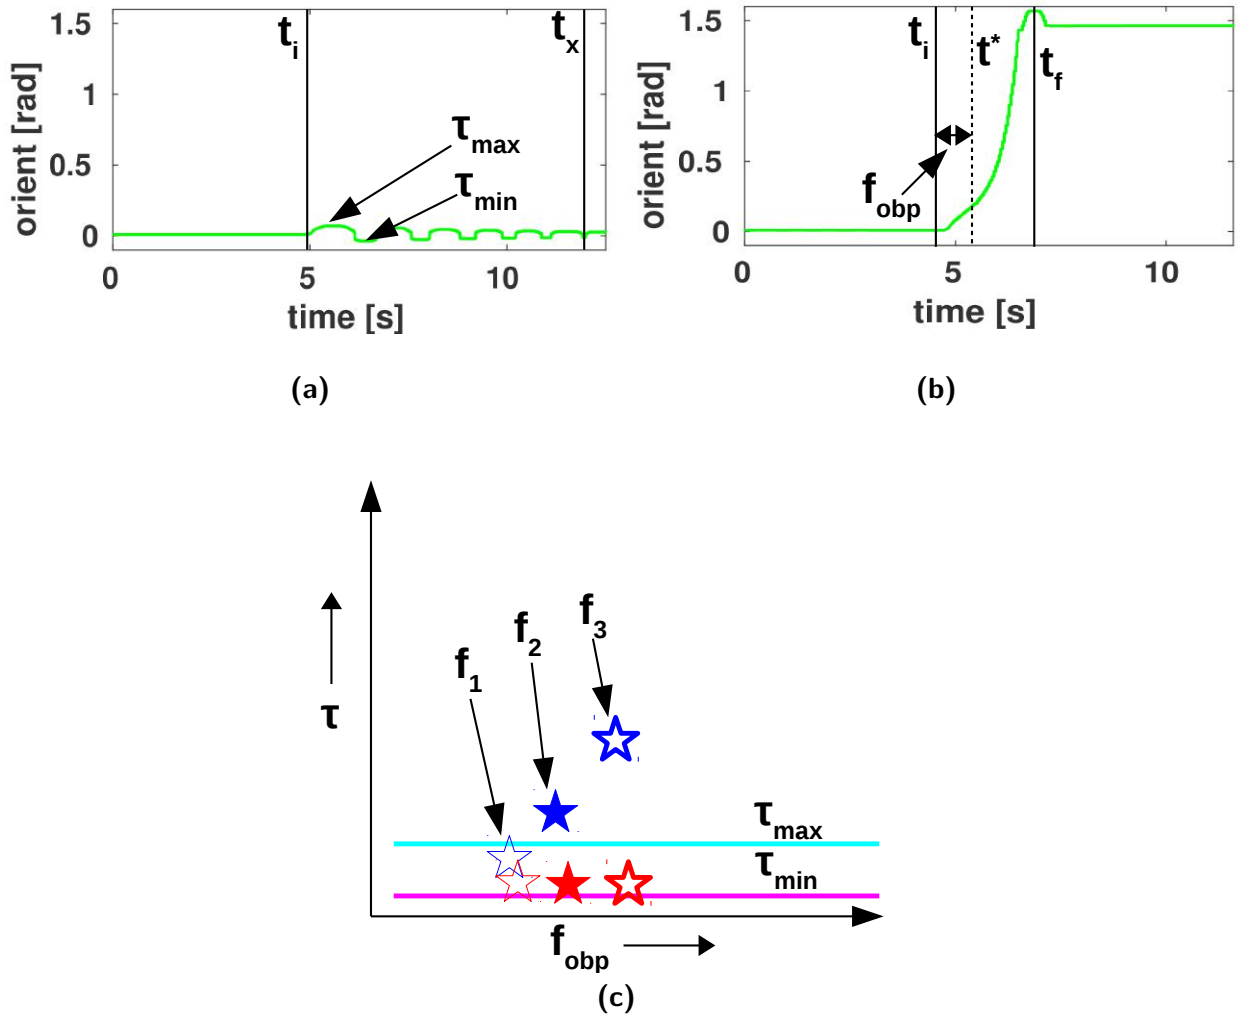 1.5
1
0.5
0
orient [rad]
t_i
t_x
τ_max
τ_min
0
5
10
time [s]
(a)
1.5
1
0.5
0
orient [rad]
t_i
t*
t_f
f_obp
0
5
10
time [s]
(b)
f_3
f_2
f_1
τ
τ_max
τ_min
f_obp
(c)